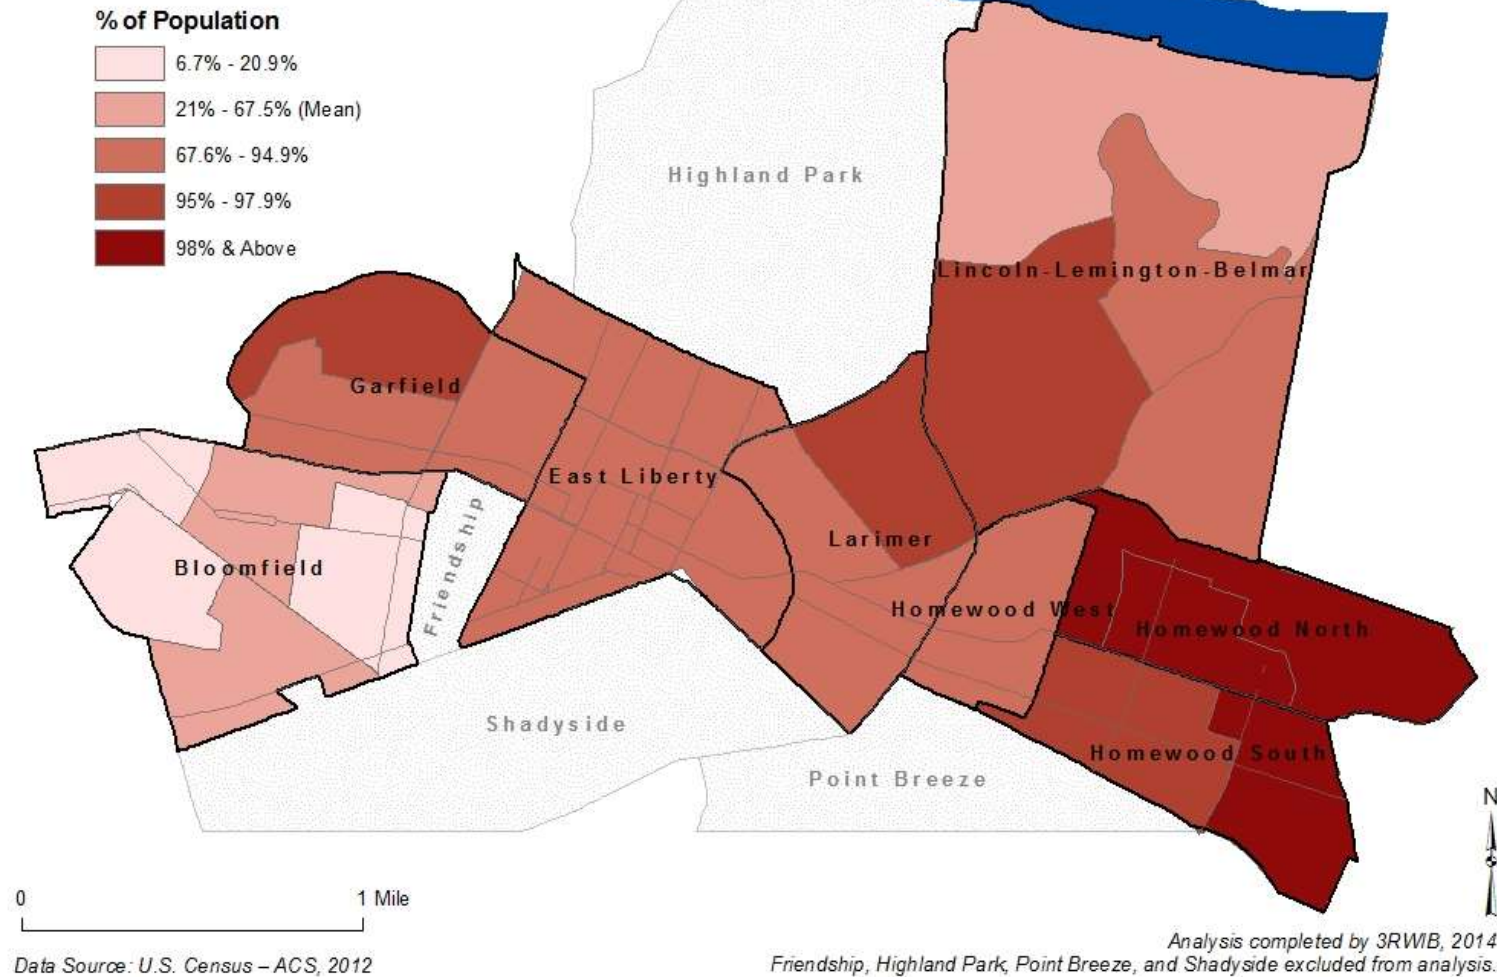 % of Population
6.7% - 20.9%
21% - 67.5% (Mean)
67.6% - 94.9%
95% - 97.9%
98% & Above
Highland Park
Lincoln-Lemington-Belmar
Garfield
East Liberty
Friendship
Larimer
Bloomfield
Homewood West
Homewood North
Shadyside
Homewood South
Point Breeze
N
0 1 Mile
Analysis completed by 3RWIB, 2014
Data Source: U.S. Census – ACS, 2012
Friendship, Highland Park, Point Breeze, and Shadyside excluded from analysis.